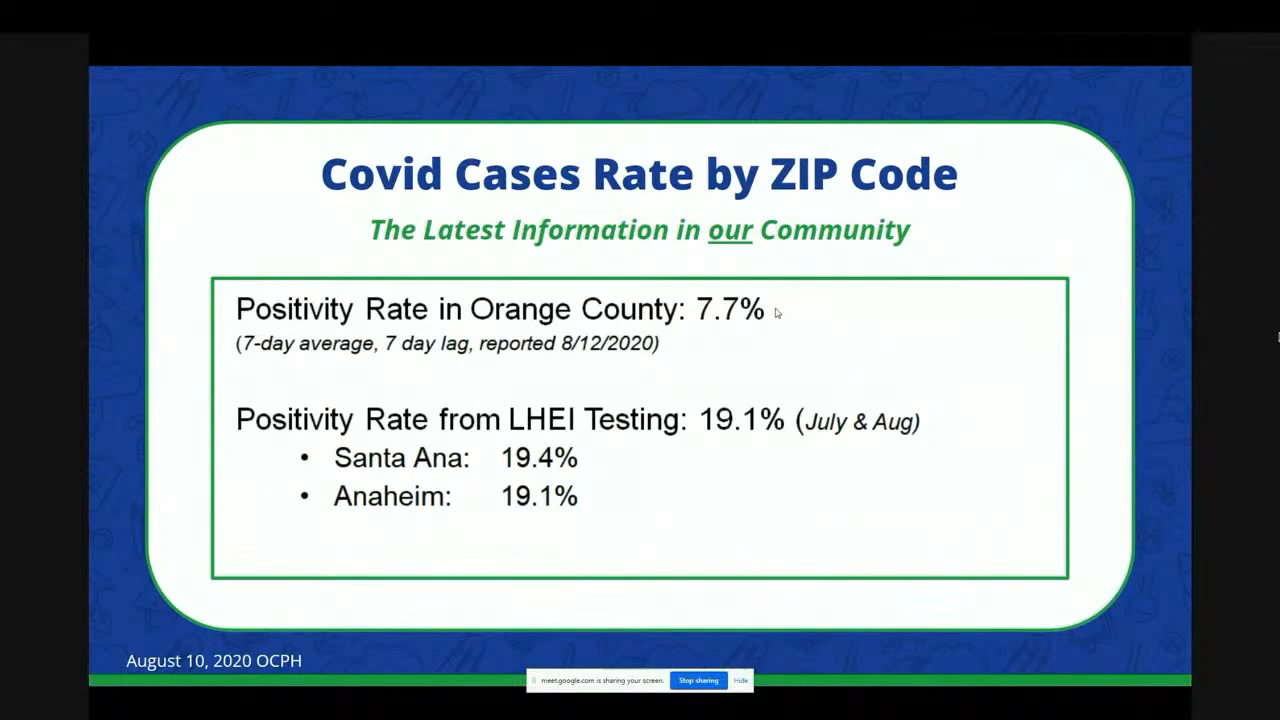 Covid Cases Rate by ZIP Code
The Latest Information in our Community
Positivity Rate in Orange County: 7.7%
(7-day average, 7 day lag, reported 8/12/2020)
Positivity Rate from LHEI Testing: 19.1% (July & Aug)
• Santa Ana: 19.4%
• Anaheim: 19.1%
August 10, 2020 OCPH
meet.google.com is sharing your screen. Stop sharing Hide